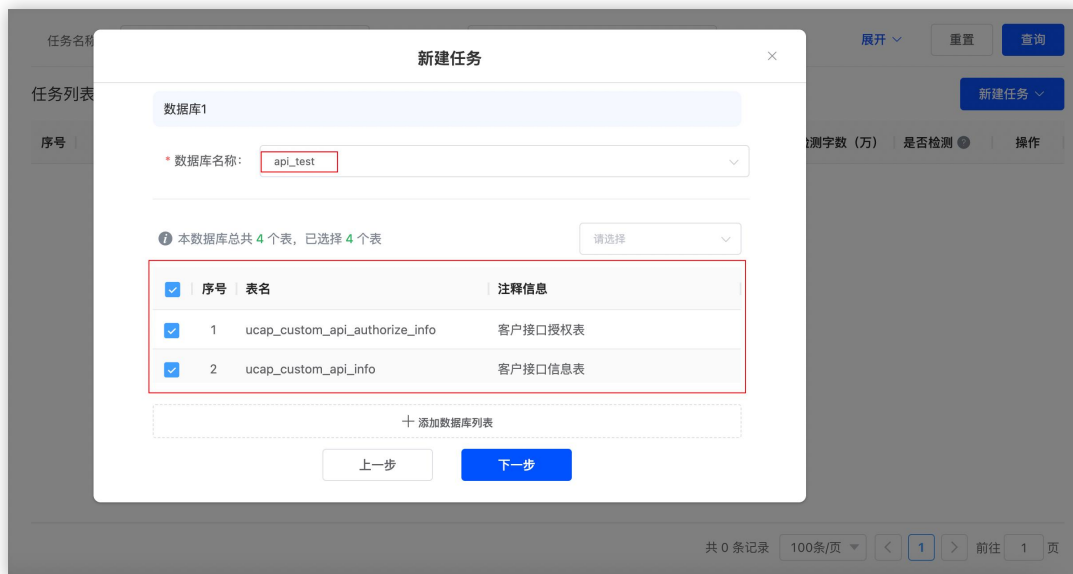 任务名称
展开
重置
查询
新建任务
任务列表
新建任务
数据库1
序号
检测字数（万）
是否检测
操作
* 数据库名称：
api_test
本数据库总共 4 个表，已选择 4 个表
请选择
序号 表名 注释信息
1 ucap_custom_api_authorize_info 客户接口授权表
2 ucap_custom_api_info 客户接口信息表
添加数据库列表
上一步
下一步
共 0 条记录 100条/页 1 前往 1 页